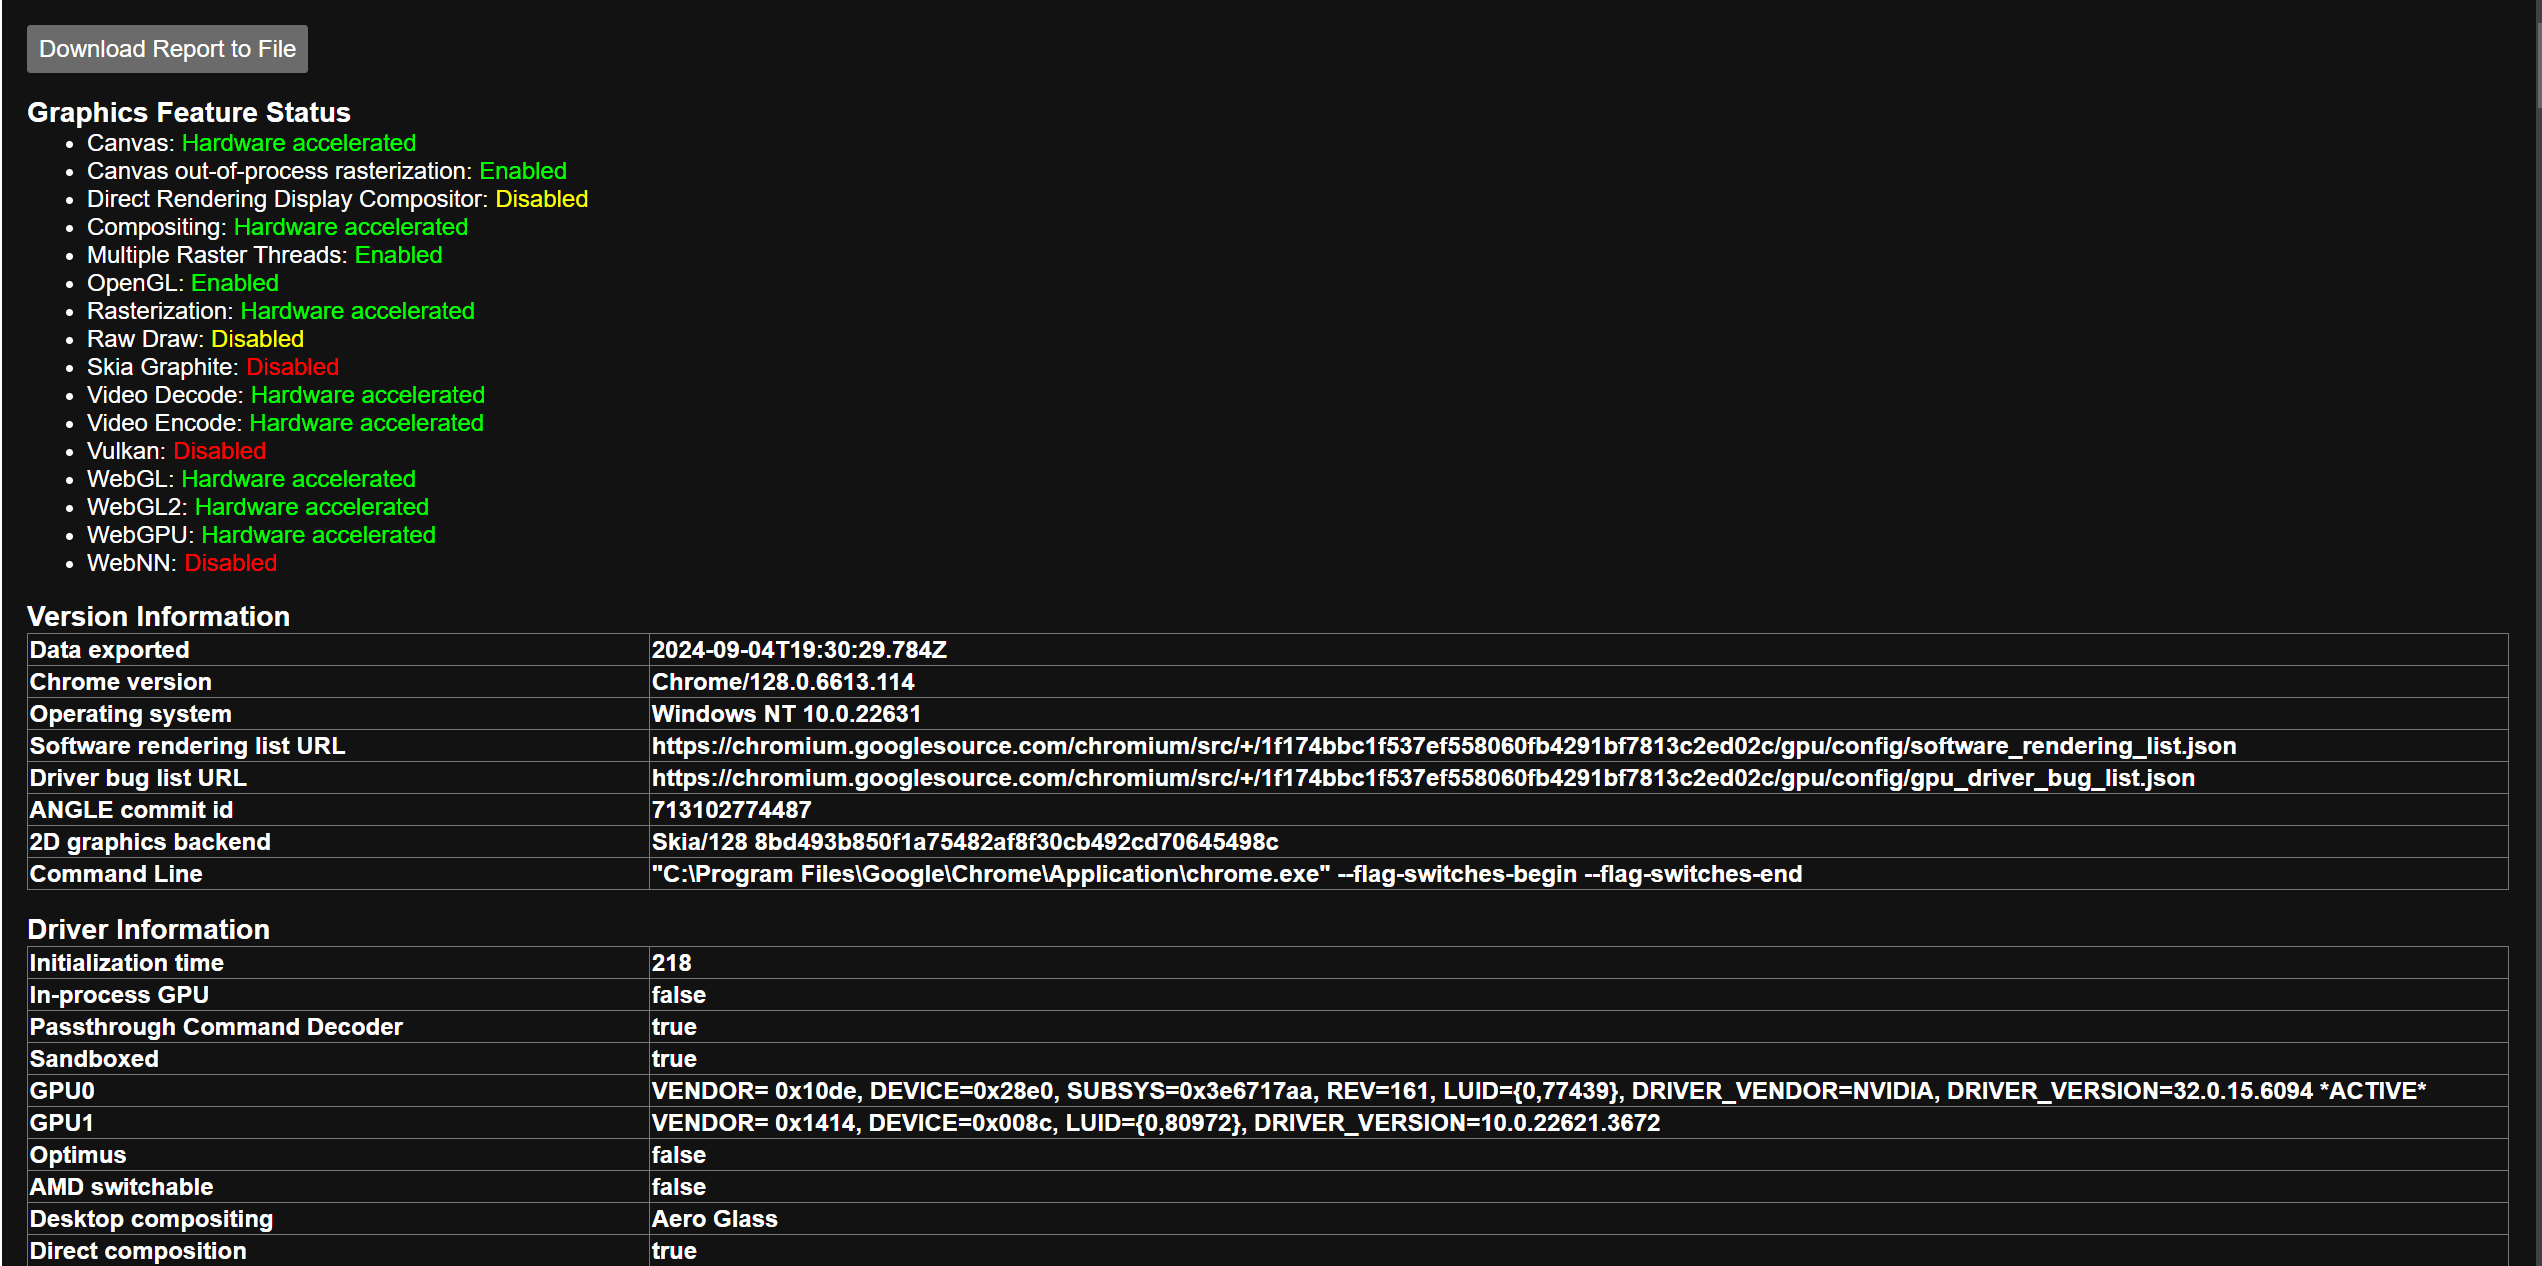 Download Report to File
Graphics Feature Status
Canvas: Hardware accelerated
Canvas out-of-process rasterization: Enabled
Direct Rendering Display Compositor: Disabled
Compositing: Hardware accelerated
Multiple Raster Threads: Enabled
OpenGL: Enabled
Rasterization: Hardware accelerated
Raw Draw: Disabled
Skia Graphite: Disabled
Video Decode: Hardware accelerated
Video Encode: Hardware accelerated
Vulkan: Disabled
WebGL: Hardware accelerated
WebGL2: Hardware accelerated
WebGPU: Hardware accelerated
WebNN: Disabled
Version Information
Data exported 2024-09-04T19:30:29.784Z
Chrome version Chrome/128.0.6613.114
Operating system Windows NT 10.0.22631
Software rendering list URL https://chromium.googlesource.com/chromium/src/+/1f174bbc1f537ef558060fb4291bf7813c2ed02c/gpu/config/software_rendering_list.json
Driver bug list URL https://chromium.googlesource.com/chromium/src/+/1f174bbc1f537ef558060fb4291bf7813c2ed02c/gpu/config/gpu_driver_bug_list.json
ANGLE commit id 713102774487
2D graphics backend Skia/128 8bd493b850f1a75482af8f30cb492cd70645498c
Command Line "C:\Program Files\Google\Chrome\Application\chrome.exe" --flag-switches-begin --flag-switches-end
Driver Information
Initialization time 218
In-process GPU false
Passthrough Command Decoder true
Sandboxed true
GPU0 VENDOR= 0x10de, DEVICE=0x28e0, SUBSYS=0x3e6717aa, REV=161, LUID={0,77439}, DRIVER_VENDOR=NVIDIA, DRIVER_VERSION=32.0.15.6094 *ACTIVE*
GPU1 VENDOR= 0x1414, DEVICE=0x008c, LUID={0,80972}, DRIVER_VERSION=10.0.22621.3672
Optimus false
AMD switchable false
Desktop compositing Aero Glass
Direct composition true